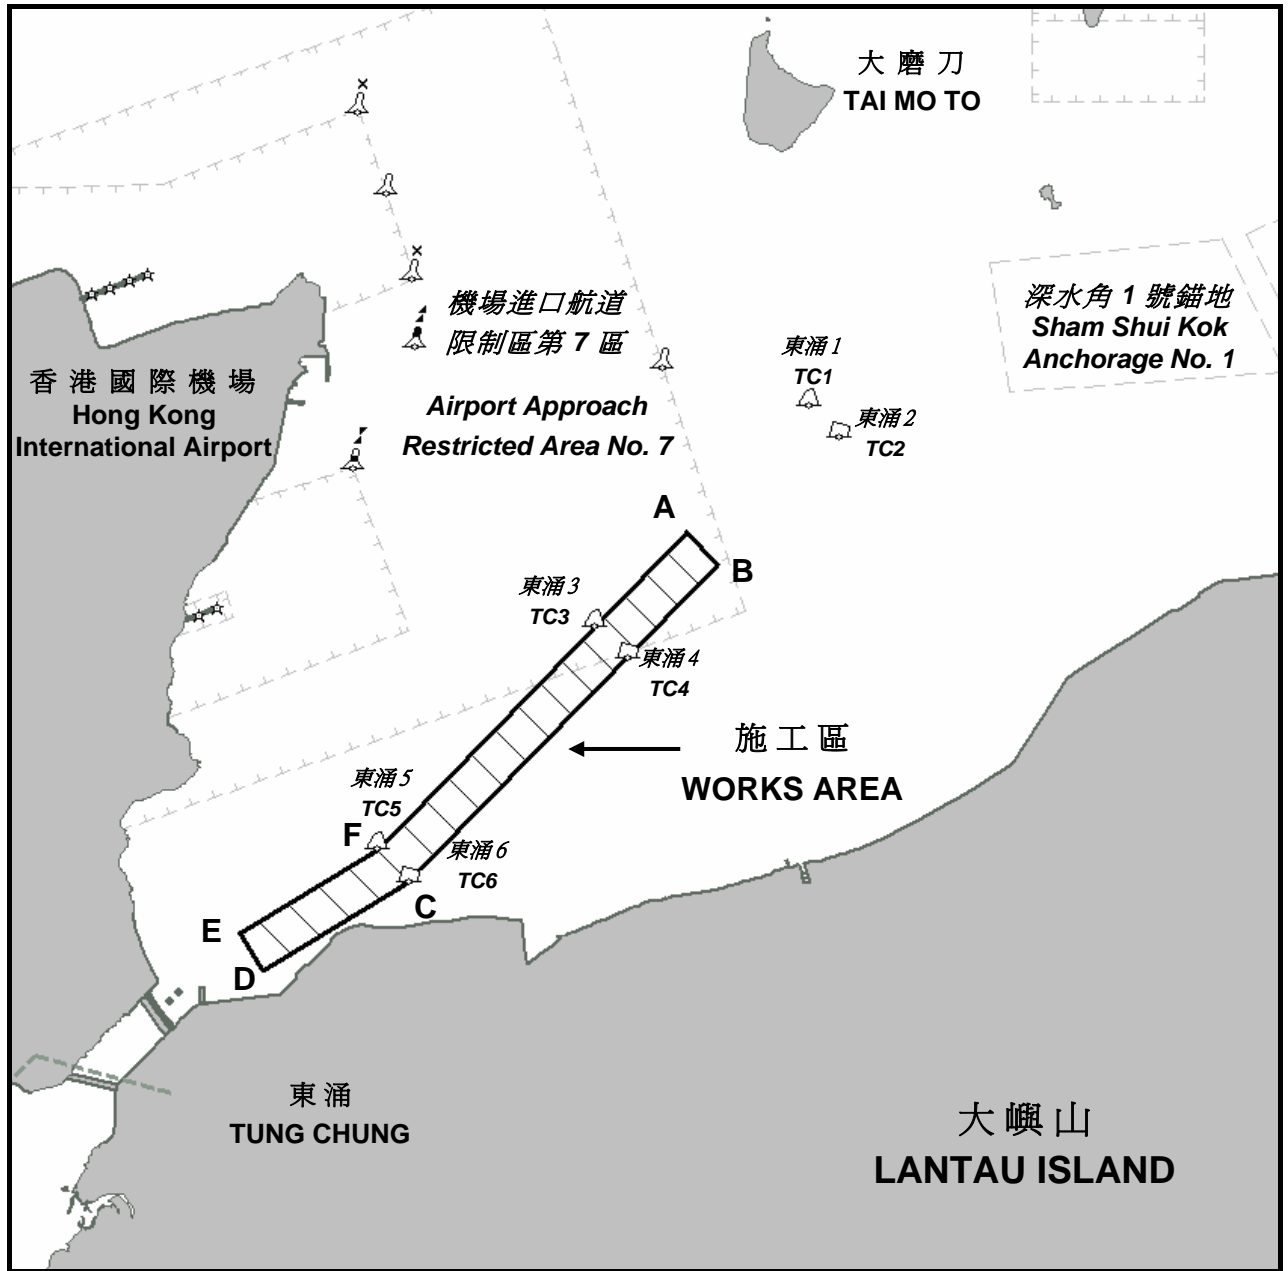 大磨刀
TAI MO TO
深水角 1 號錨地
Sham Shui Kok
Anchorage No. 1
機場進口航道
限制區第 7 區
Airport Approach
Restricted Area No. 7
香港國際機場
Hong Kong
International Airport
東涌 1
TC1
東涌 2
TC2
A
B
東涌 3
TC3
東涌 4
TC4
施工區
WORKS AREA
東涌 5
TC5
F
東涌 6
TC6
C
E
D
東涌
TUNG CHUNG
大嶼山
LANTAU ISLAND